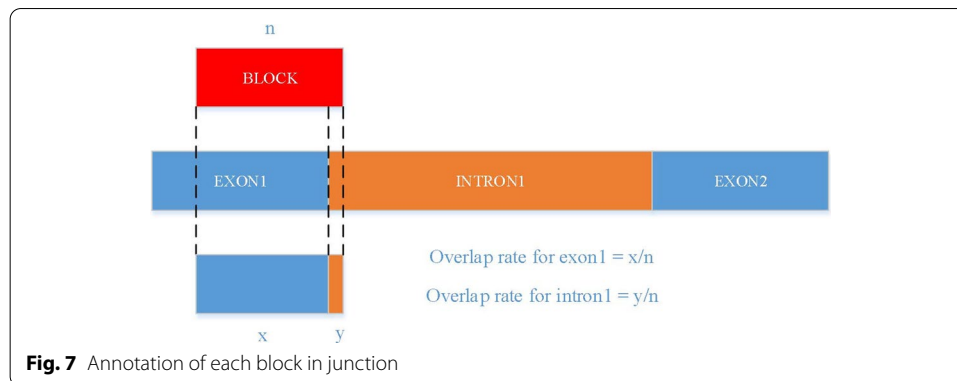 n
BLOCK
EXON1 INTRON1 EXON2
Overlap rate for exon1 = x/n
Overlap rate for intron1 = y/n
x y
Fig. 7 Annotation of each block in junction